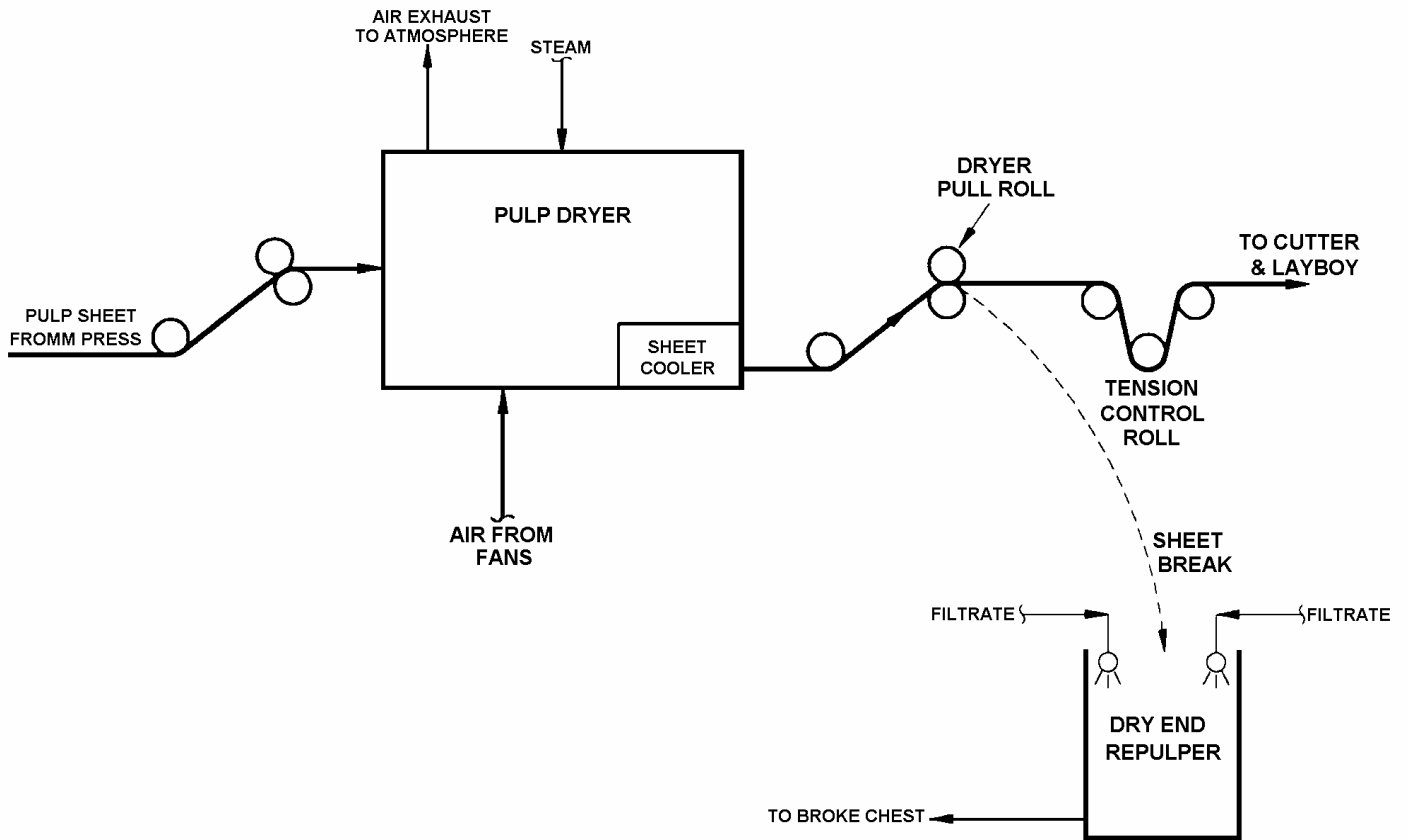 AIR EXHAUST
TO ATMOSPHERE
STEAM
PULP DRYER
DRYER
PULL ROLL
TO CUTTER
& LAYBOY
PULP SHEET
FROMM PRESS
SHEET
COOLER
TENSION
CONTROL
ROLL
AIR FROM
FANS
SHEET
BREAK
FILTRATE
FILTRATE
DRY END
REPULPER
TO BROKE CHEST